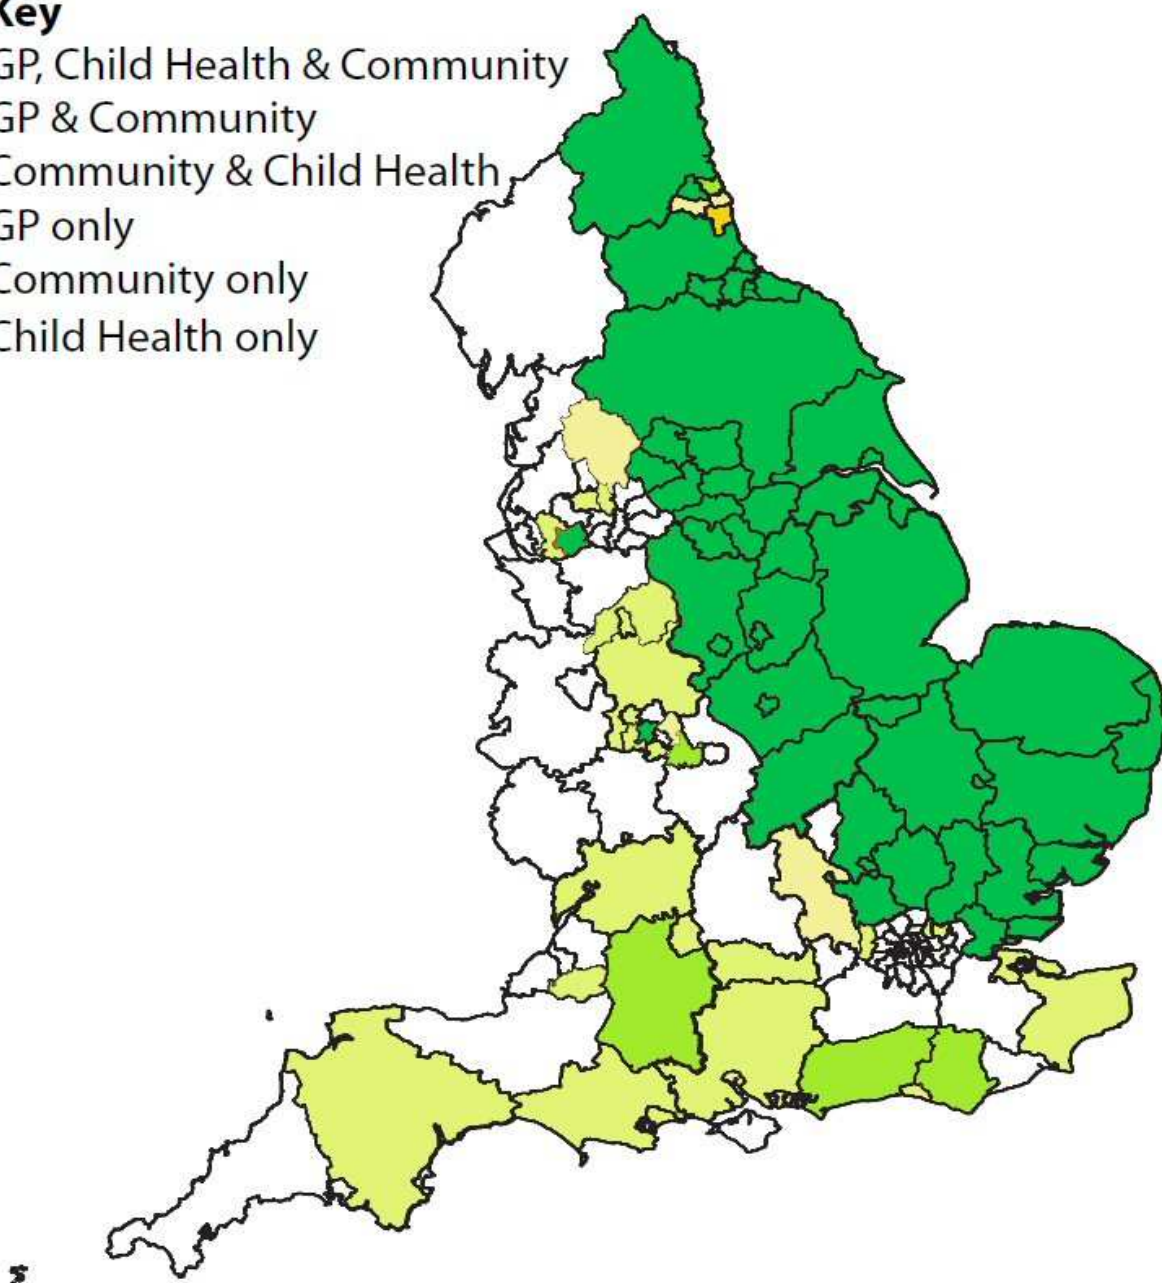 Key
GP, Child Health & Community
GP & Community
Community & Child Health
GP only
Community only
Child Health only